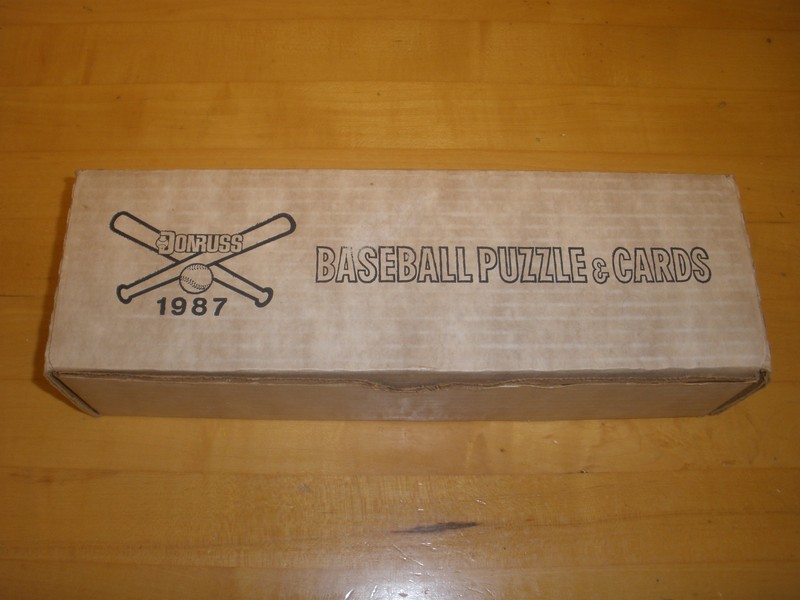 DONRUSS
1987
BASEBALL PUZZLE & CARDS